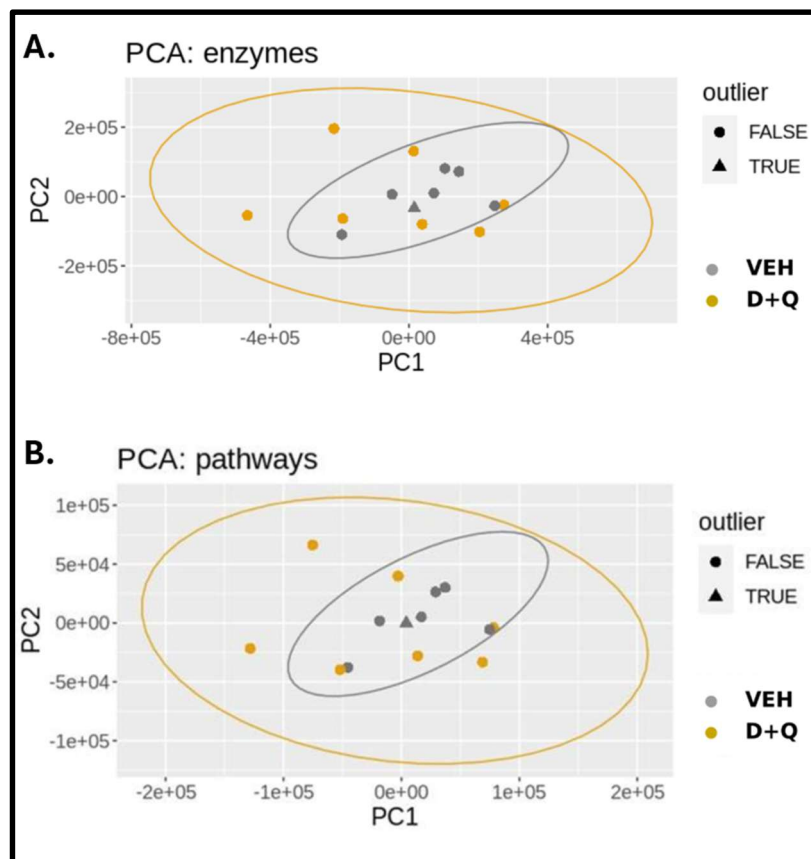 A.
PCA: enzymes
2e+05
0e+00
-2e+05
PC2
-8e+05 -4e+05 0e+00 4e+05
PC1
outlier
FALSE
TRUE
VEH
D+Q
B.
PCA: pathways
1e+05
5e+04
0e+00
-5e+04
-1e+05
PC2
-2e+05 -1e+05 0e+00 1e+05 2e+05
PC1
outlier
FALSE
TRUE
VEH
D+Q